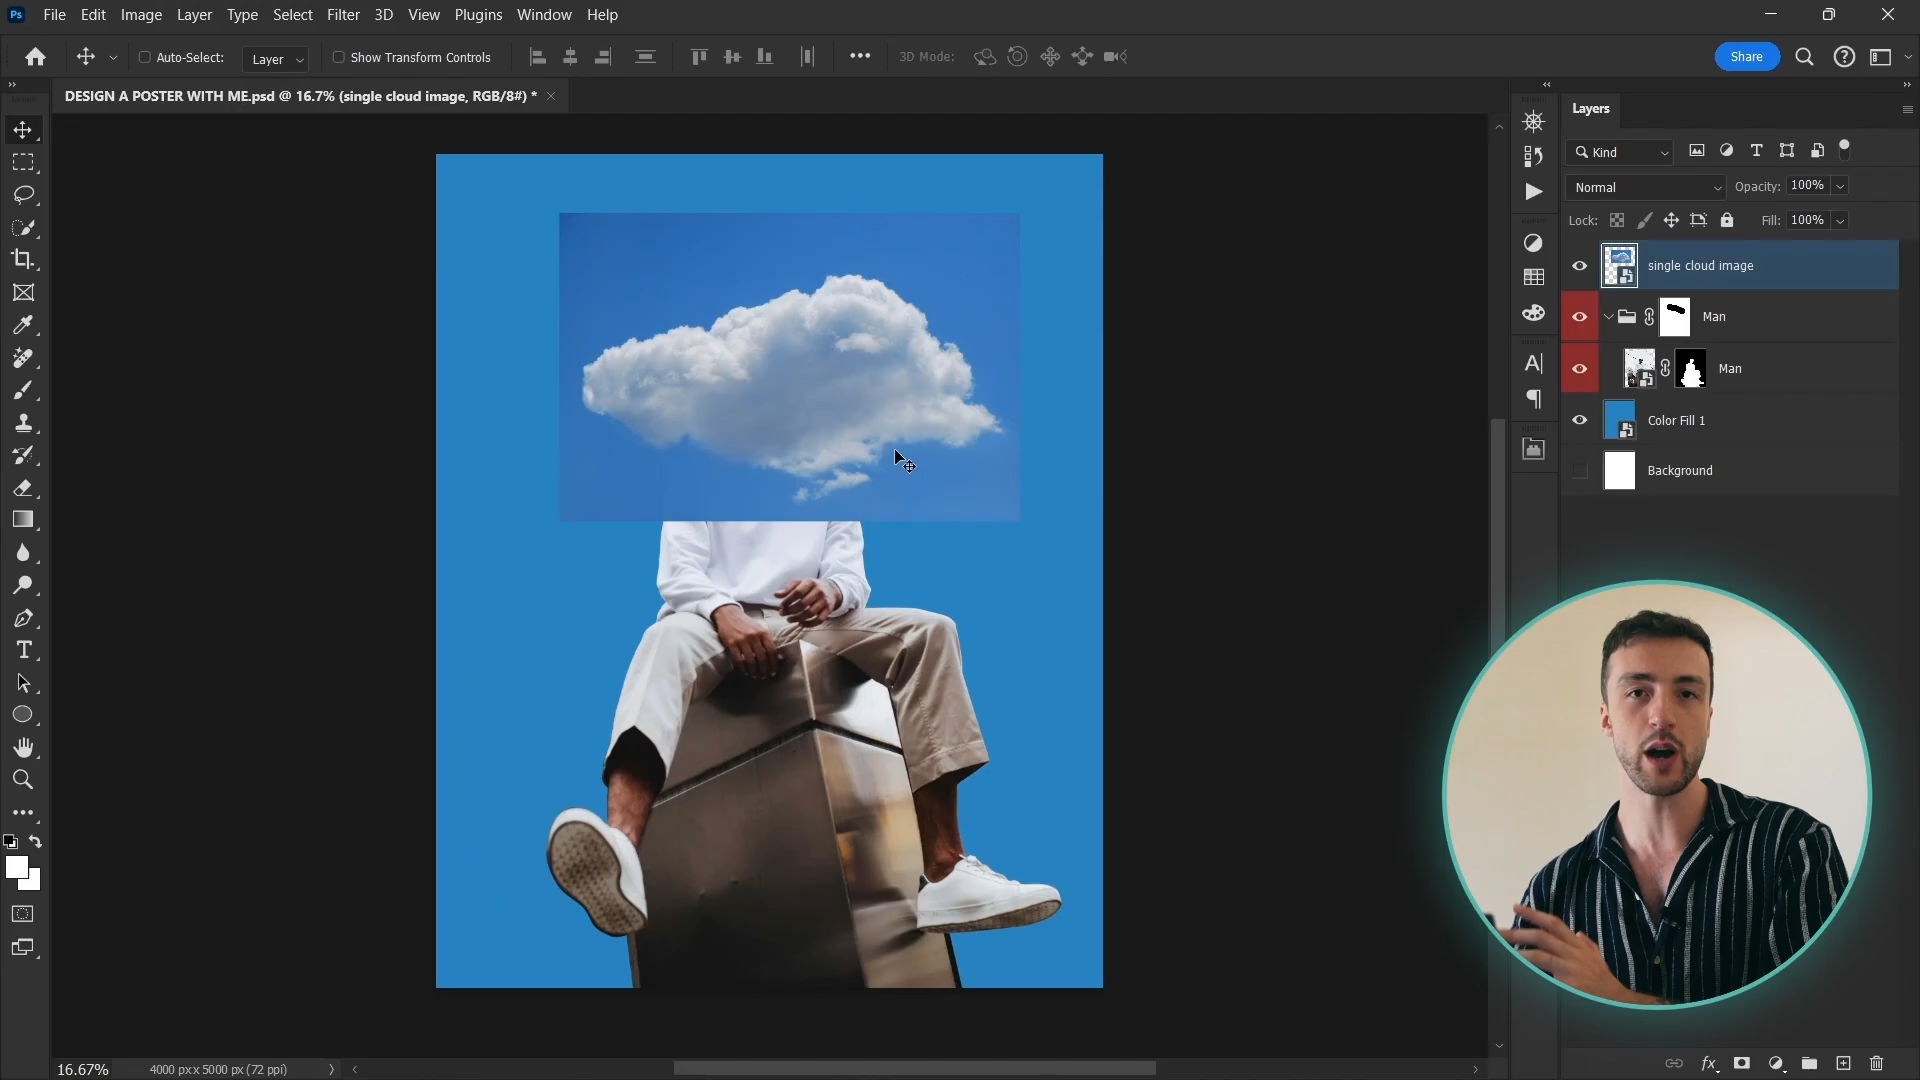 Ps File Edit Image Layer Type Select Filter 3D View Plugins Window Help
Auto-Select: Layer Show Transform Controls 3D Mode: Share
DESIGN A POSTER WITH ME.psd @ 16.7% (single cloud image, RGB/8#) *
Layers
Kind
Normal Opacity: 100%
Lock: Fill: 100%
single cloud image
Man
Man
Color Fill 1
Background
16.67% 4000 px x 5000 px (72 ppi)
fx